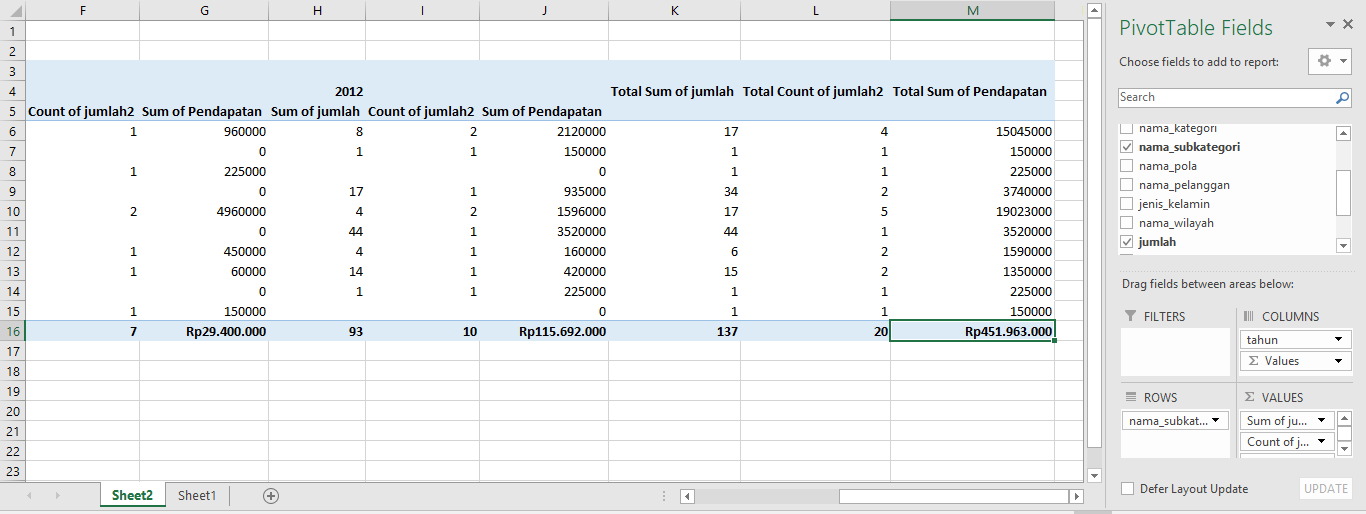 F G H I J K L M
1
2
3
4 2012 Total Sum of jumlah Total Count of jumlah2 Total Sum of Pendapatan
5 Count of jumlah2 Sum of Pendapatan Sum of jumlah Count of jumlah2 Sum of Pendapatan
6 1 960000 8 2 2120000 17 4 15045000
7 0 1 1 150000 1 1 150000
8 1 225000 0 1 1 225000
9 0 17 1 935000 34 2 3740000
10 2 4960000 4 2 1596000 17 5 19023000
11 0 44 1 3520000 44 1 3520000
12 1 450000 4 1 160000 6 2 1590000
13 1 60000 14 1 420000 15 2 1350000
14 0 1 1 225000 1 1 225000
15 1 150000 0 1 1 150000
16 7 Rp29.400.000 93 10 Rp115.692.000 137 20 Rp451.963.000
17
18
19
20
21
22
23
Sheet2 Sheet1
PivotTable Fields
Choose fields to add to report:
Search
nama_kategori
nama_subkategori
nama_pola
nama_pelanggan
jenis_kelamin
nama_wilayah
jumlah
Drag fields between areas below:
FILTERS
COLUMNS
tahun
Σ Values
ROWS
nama_subkat...
Σ VALUES
Sum of ju...
Count of j...
Defer Layout Update
UPDATE